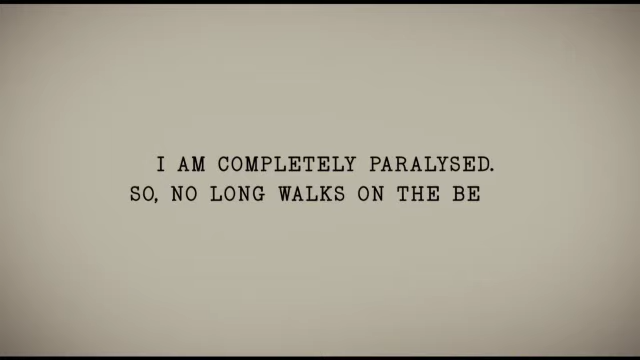 I AM COMPLETELY PARALYSED.
SO, NO LONG WALKS ON THE BE